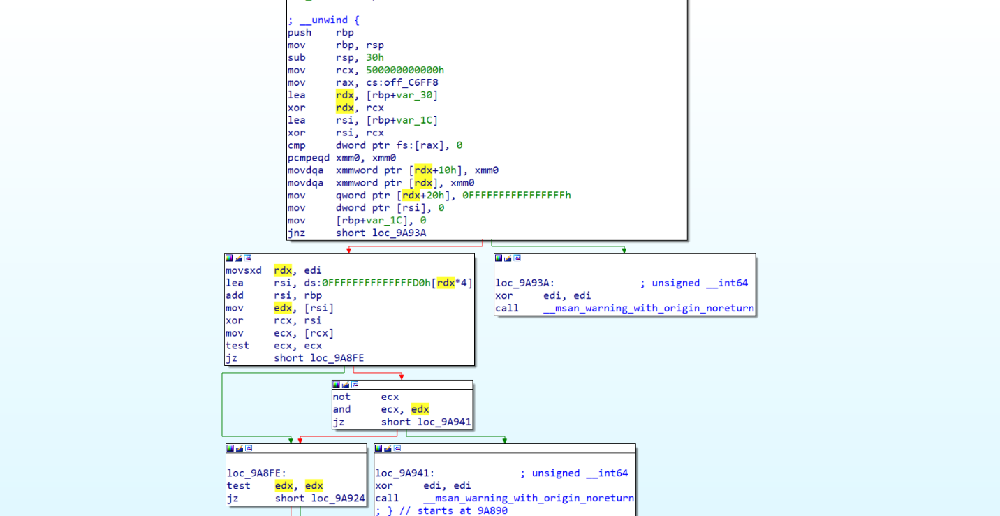 ; __unwind {
push rbp
mov rbp, rsp
sub rsp, 30h
mov rcx, 500000000000h
mov rax, cs:off_C6FF8
lea rdx, [rbp+var_30]
xor rdx, rcx
lea rsi, [rbp+var_1C]
xor rsi, rcx
cmp dword ptr fs:[rax], 0
pcmpeqd xmm0, xmm0
movdqa xmmword ptr [rdx+10h], xmm0
movdqa xmmword ptr [rdx], xmm0
mov qword ptr [rdx+20h], 0FFFFFFFFFFFFFFFFh
mov dword ptr [rsi], 0
mov [rbp+var_1C], 0
jnz short loc_9A93A
movsxd rdx, edi
lea rsi, ds:0FFFFFFFFFFFFFFD0h[rdx*4]
add rsi, rbp
mov edx, [rsi]
xor rcx, rsi
mov ecx, [rcx]
test ecx, ecx
jz short loc_9A8FE
loc_9A93A: ; unsigned __int64
xor edi, edi
call __msan_warning_with_origin_noreturn
not ecx
and ecx, edx
jz short loc_9A941
loc_9A8FE:
test edx, edx
jz short loc_9A924
loc_9A941: ; unsigned __int64
xor edi, edi
call __msan_warning_with_origin_noreturn
; } // starts at 9A890